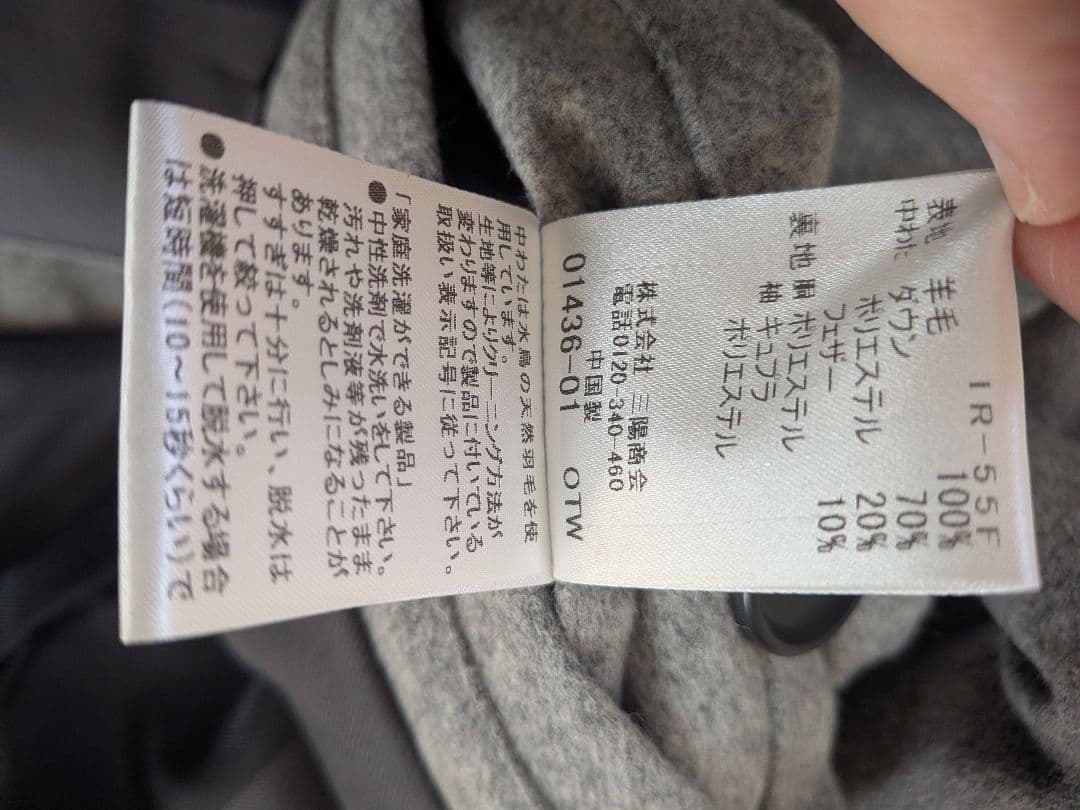 IR-55F
表地 羊毛 100%
中わた ダウン 70%
ポリエステル 20%
フェザー 10%
裏地 胴 ポリエステル
袖 キュプラ
ポリエステル
株式会社 三陽商会
電話0120-340-460
中国製
01436-01 OTW
中わたは水鳥の天然羽毛を使
用しています。
生地等によりクリーニング方法が
変わりますので製品に付いている
取扱い表示記号に従って下さい。
「家庭洗濯ができる製品」
●中性洗剤で水洗いをして下さい。
汚れや洗剤液等が残ったまま
乾燥されるとしみになることが
あります。
すすぎは十分に行い、脱水は
押して絞って下さい。
●洗濯機を使用して脱水する場合
は短時間(10～15秒くらい)で